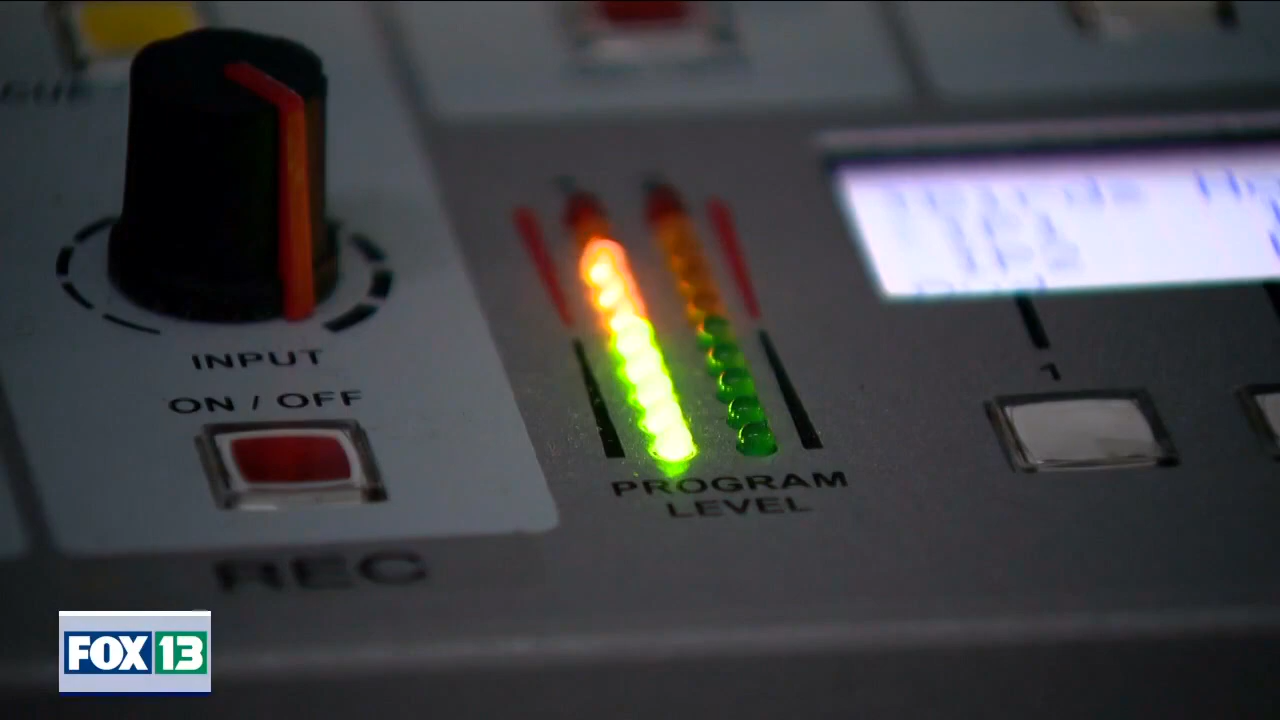 INPUT
ON / OFF
1
PROGRAM
LEVEL
REC
FOX 13